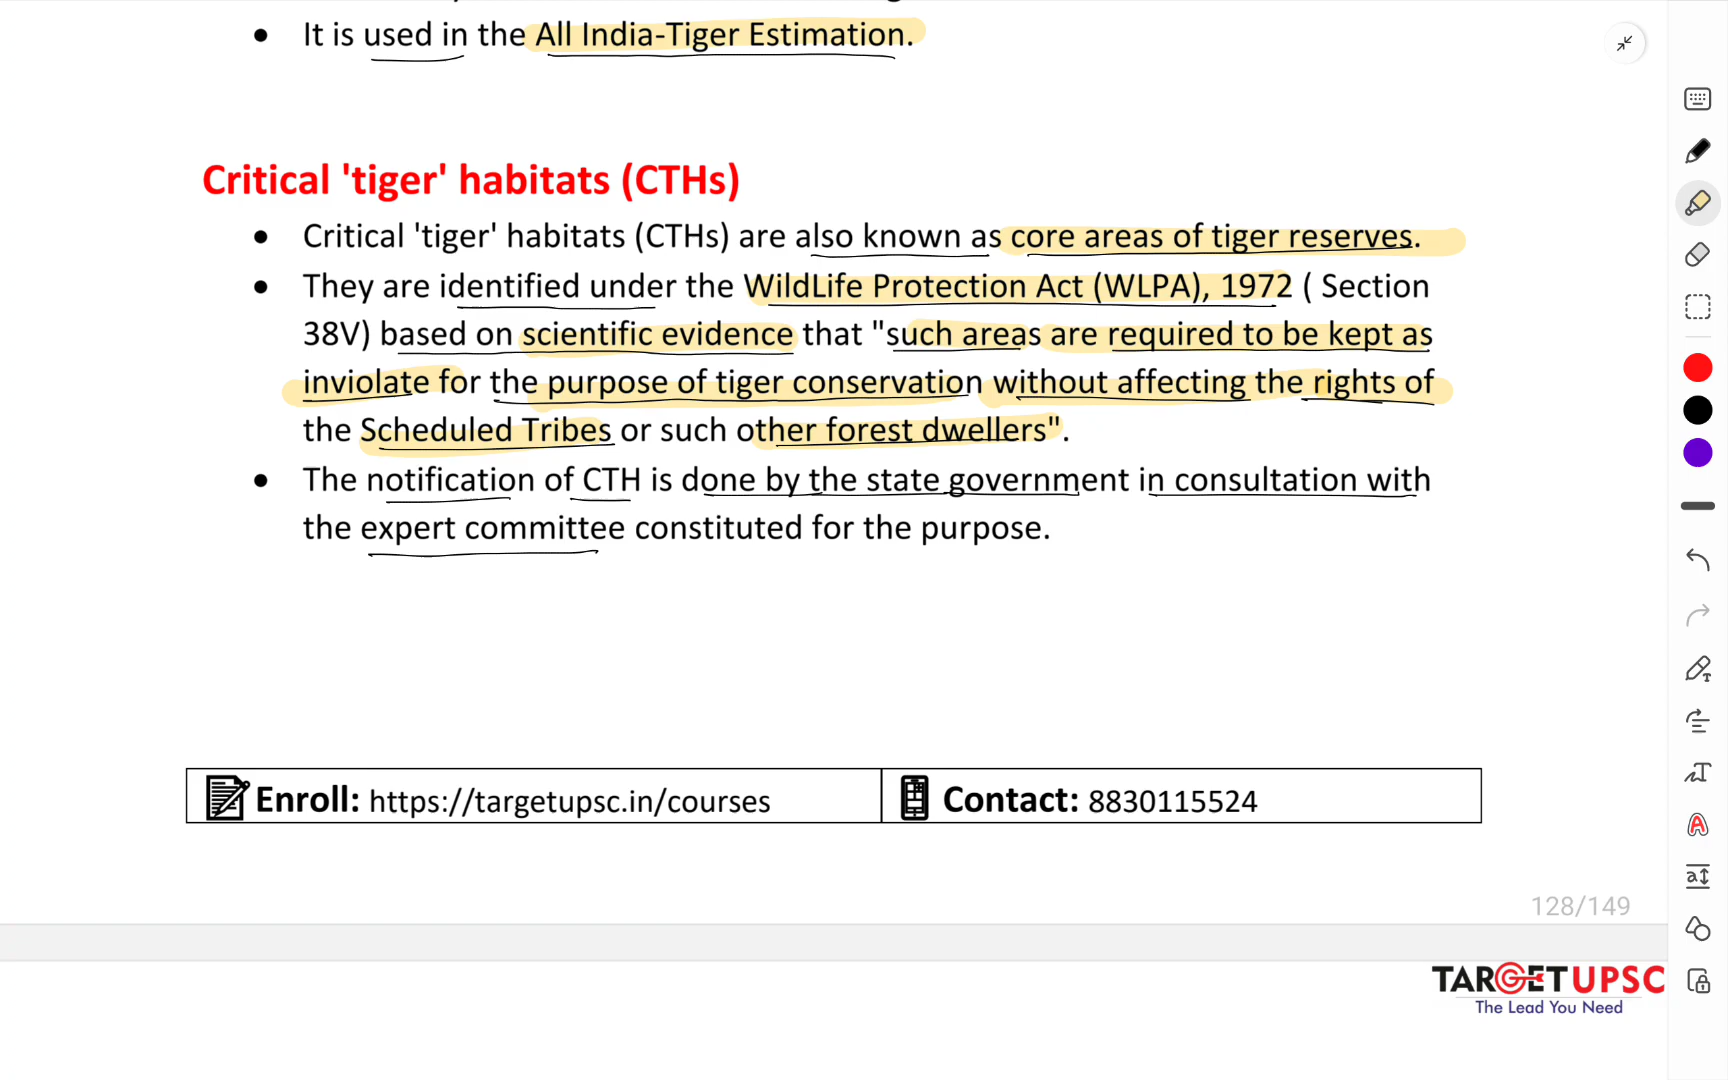 It is used in the All India-Tiger Estimation.
Critical 'tiger' habitats (CTHs)
Critical 'tiger' habitats (CTHs) are also known as core areas of tiger reserves.
They are identified under the WildLife Protection Act (WLPA), 1972 ( Section
38V) based on scientific evidence that "such areas are required to be kept as
inviolate for the purpose of tiger conservation without affecting the rights of
the Scheduled Tribes or such other forest dwellers".
The notification of CTH is done by the state government in consultation with
the expert committee constituted for the purpose.
Enroll: https://targetupsc.in/courses
Contact: 8830115524
128/149
TARGETUPSC
The Lead You Need